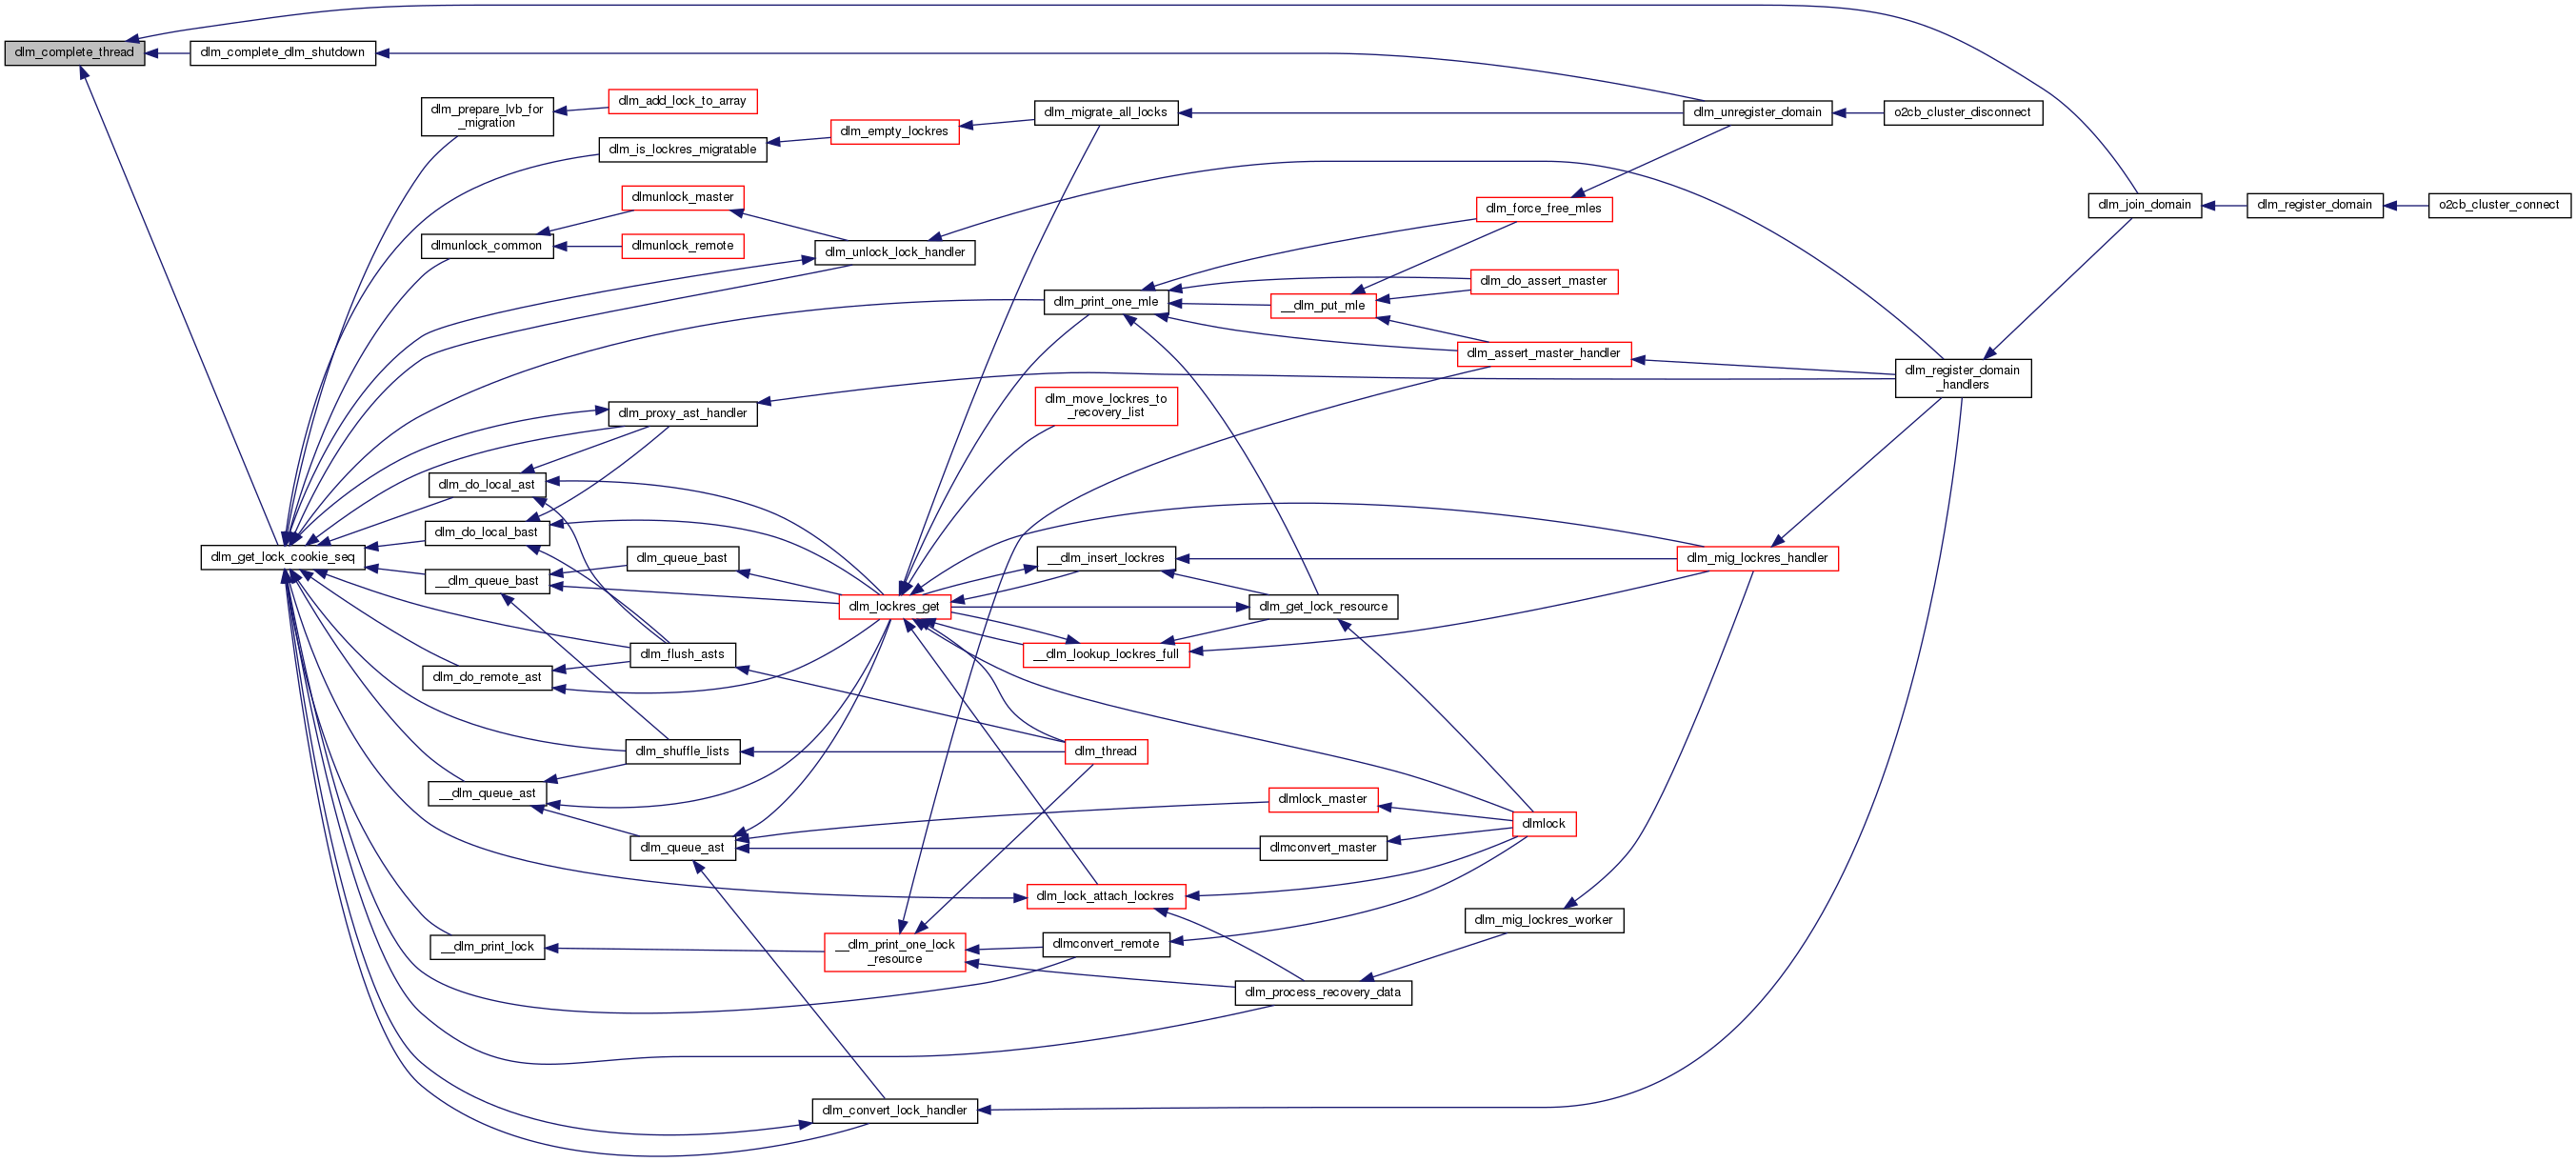 dlm_complete_thread
dlm_complete_dlm_shutdown
dlm_prepare_lvb_for
_migration
dlm_add_lock_to_array
dlm_is_lockres_migratable
dlm_empty_lockres
dlm_migrate_all_locks
dlm_unregister_domain
o2cb_cluster_disconnect
dlmunlock_master
dlmunlock_common
dlmunlock_remote
dlm_unlock_lock_handler
dlm_force_free_mles
dlm_join_domain
dlm_register_domain
o2cb_cluster_connect
dlm_print_one_mle
dlm_do_assert_master
__dlm_put_mle
dlm_assert_master_handler
dlm_register_domain
_handlers
dlm_proxy_ast_handler
dlm_move_lockres_to
_recovery_list
dlm_do_local_ast
dlm_do_local_bast
dlm_get_lock_cookie_seq
__dlm_queue_bast
dlm_queue_bast
__dlm_insert_lockres
dlm_mig_lockres_handler
dlm_lockres_get
dlm_get_lock_resource
dlm_flush_asts
__dlm_lookup_lockres_full
dlm_do_remote_ast
dlm_shuffle_lists
dlm_thread
__dlm_queue_ast
dlmlock_master
dlmlock
dlm_queue_ast
dlmconvert_master
dlm_lock_attach_lockres
dlm_mig_lockres_worker
__dlm_print_lock
__dlm_print_one_lock
_resource
dlmconvert_remote
dlm_process_recovery_data
dlm_convert_lock_handler